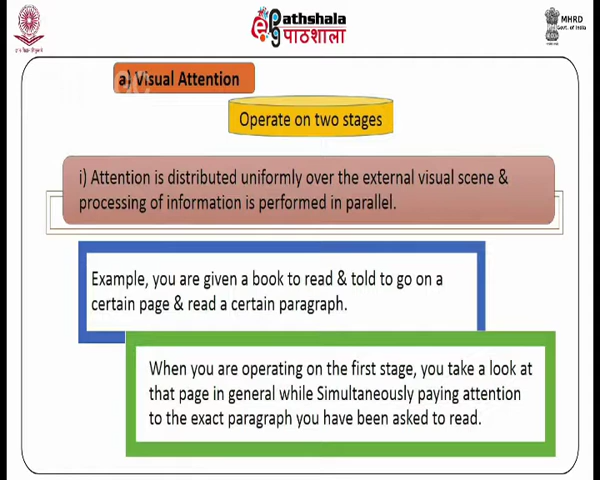 ePathshala
पाठशाला
MHRD
Govt. of India
a) Visual Attention
Operate on two stages
i) Attention is distributed uniformly over the external visual scene &
processing of information is performed in parallel.
Example, you are given a book to read & told to go on a
certain page & read a certain paragraph.
When you are operating on the first stage, you take a look at
that page in general while Simultaneously paying attention
to the exact paragraph you have been asked to read.